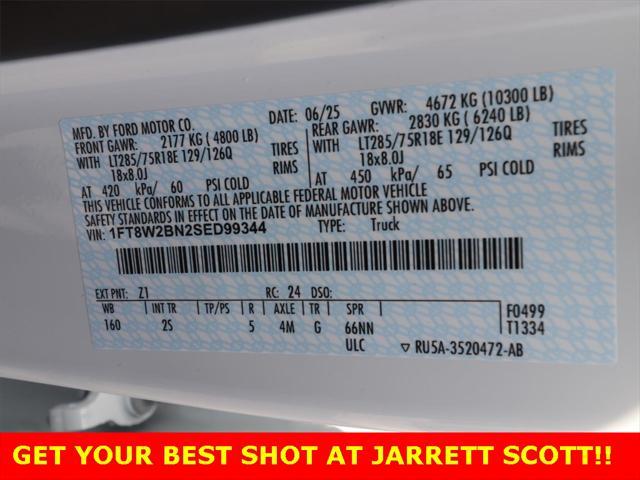 MFD. BY FORD MOTOR CO.
DATE: 06/25 GVWR: 4672 KG (10300 LB)
FRONT GAWR: 2177 KG ( 4800 LB)
REAR GAWR: 2830 KG ( 6240 LB)
WITH LT285/75R18E 129/126Q TIRES
WITH LT285/75R18E 129/126Q TIRES
18x8.0J RIMS
18x8.0J RIMS
AT 420 kPa/ 60 PSI COLD
AT 450 kPa/ 65 PSI COLD
THIS VEHICLE CONFORMS TO ALL APPLICABLE FEDERAL MOTOR VEHICLE
SAFETY STANDARDS IN EFFECT ON THE DATE OF MANUFACTURE SHOWN ABOVE.
VIN: 1FT8W2BN2SED99344 TYPE: Truck
EXT PNT: Z1 RC: 24 DSO:
WB INT TR TP/PS R AXLE TR SPR F0499
160 2S 5 4M G 66NN T1334
ULC ▽ RU5A-3520472-AB
GET YOUR BEST SHOT AT JARRETT SCOTT!!